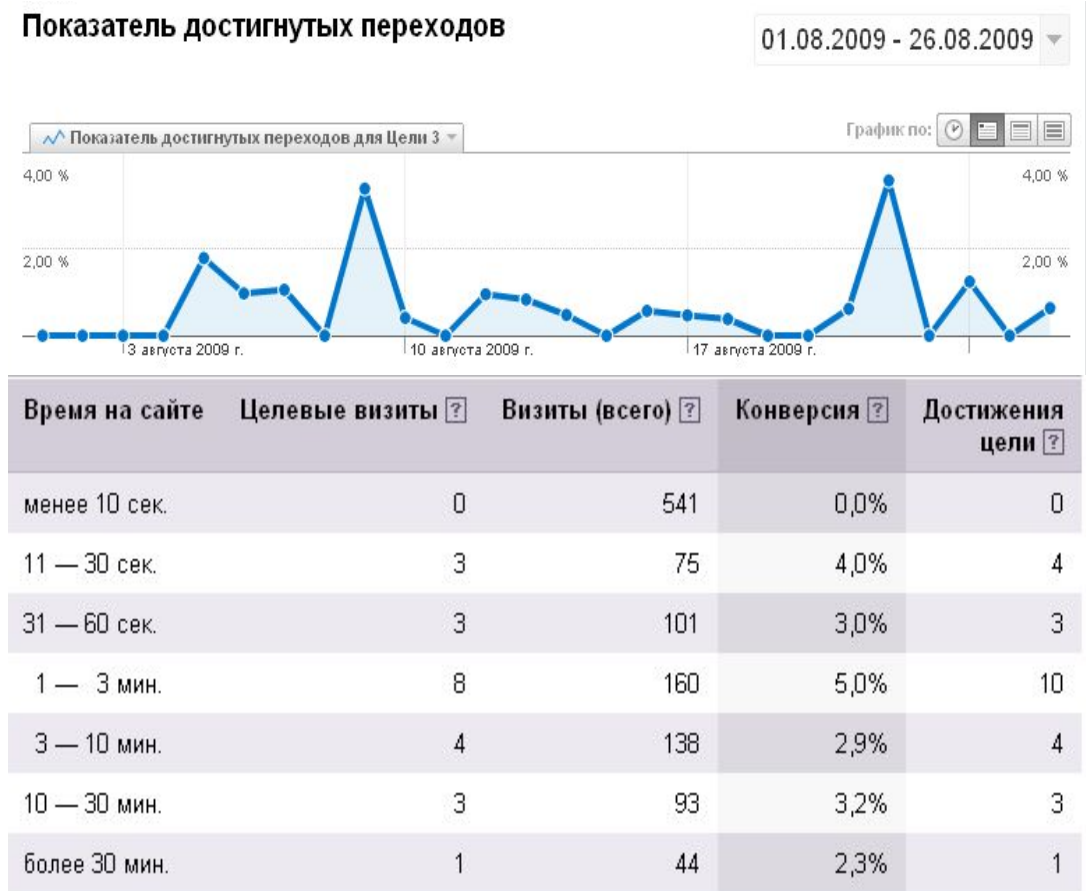 Показатель достигнутых переходов
01.08.2009 - 26.08.2009
Показатель достигнутых переходов для Цели 3
График по:
4,00 % 4,00 %
2,00 % 2,00 %
3 августа 2009 г. 10 августа 2009 г. 17 августа 2009 г.
Время на сайте Целевые визиты ? Визиты (всего) ? Конверсия ? Достижения
цели ?
менее 10 сек. 0 541 0,0% 0
11 — 30 сек. 3 75 4,0% 4
31 — 60 сек. 3 101 3,0% 3
1 — 3 мин. 8 160 5,0% 10
3 — 10 мин. 4 138 2,9% 4
10 — 30 мин. 3 93 3,2% 3
более 30 мин. 1 44 2,3% 1